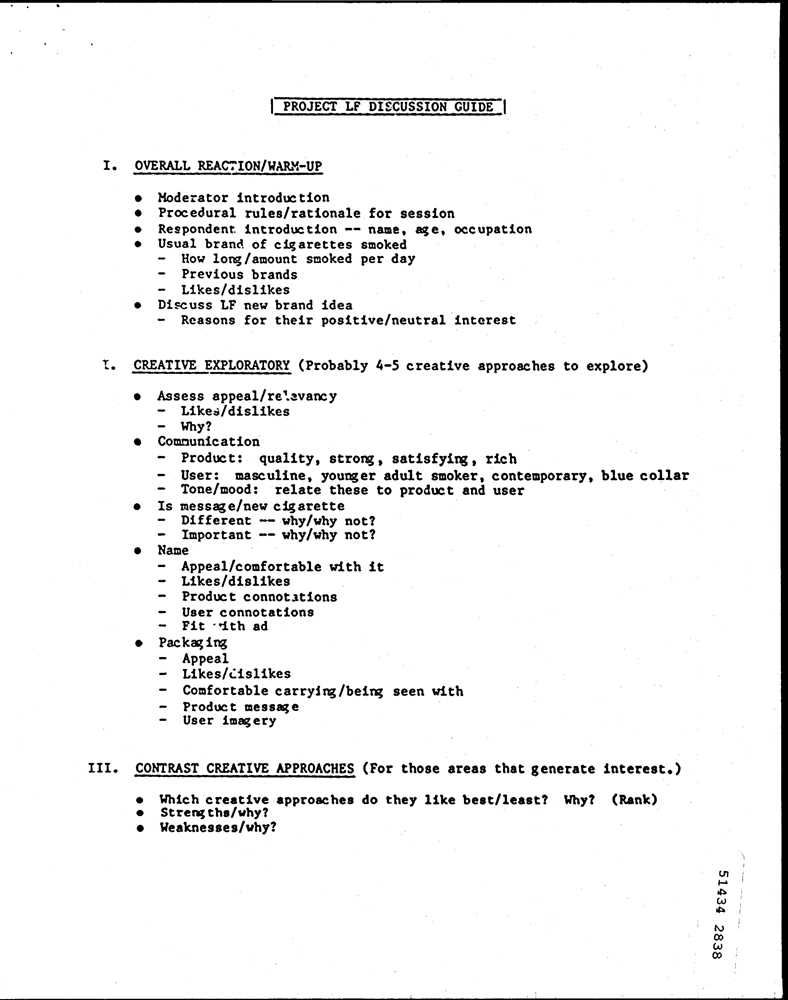 PROJECT LF DISCUSSION GUIDE
I. OVERALL REACTION/WARM-UP
● Moderator introduction
● Procedural rules/rationale for session
● Respondent introduction -- name, age, occupation
● Usual brand of cigarettes smoked
- How long/amount smoked per day
- Previous brands
- Likes/dislikes
● Discuss LF new brand idea
- Reasons for their positive/neutral interest
I. CREATIVE EXPLORATORY (Probably 4-5 creative approaches to explore)
● Assess appeal/relevancy
- Likes/dislikes
- Why?
● Communication
- Product: quality, strong, satisfying, rich
- User: masculine, younger adult smoker, contemporary, blue collar
- Tone/mood: relate these to product and user
● Is message/new cigarette
- Different -- why/why not?
- Important -- why/why not?
● Name
- Appeal/comfortable with it
- Likes/dislikes
- Product connotations
- User connotations
- Fit with ad
● Packaging
- Appeal
- Likes/dislikes
- Comfortable carrying/being seen with
- Product message
- User imagery
III. CONTRAST CREATIVE APPROACHES (For those areas that generate interest.)
● Which creative approaches do they like best/least? Why? (Rank)
● Strengths/why?
● Weaknesses/why?
51434 2838